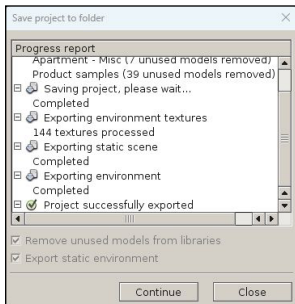 Save project to folder
Progress report
Apartment - Misc (7 unused models removed)
Product samples (39 unused models removed)
Saving project, please wait...
Completed
Exporting environment textures
144 textures processed
Exporting static scene
Completed
Exporting environment
Completed
Project successfully exported
Remove unused models from libraries
Export static environment
Continue
Close